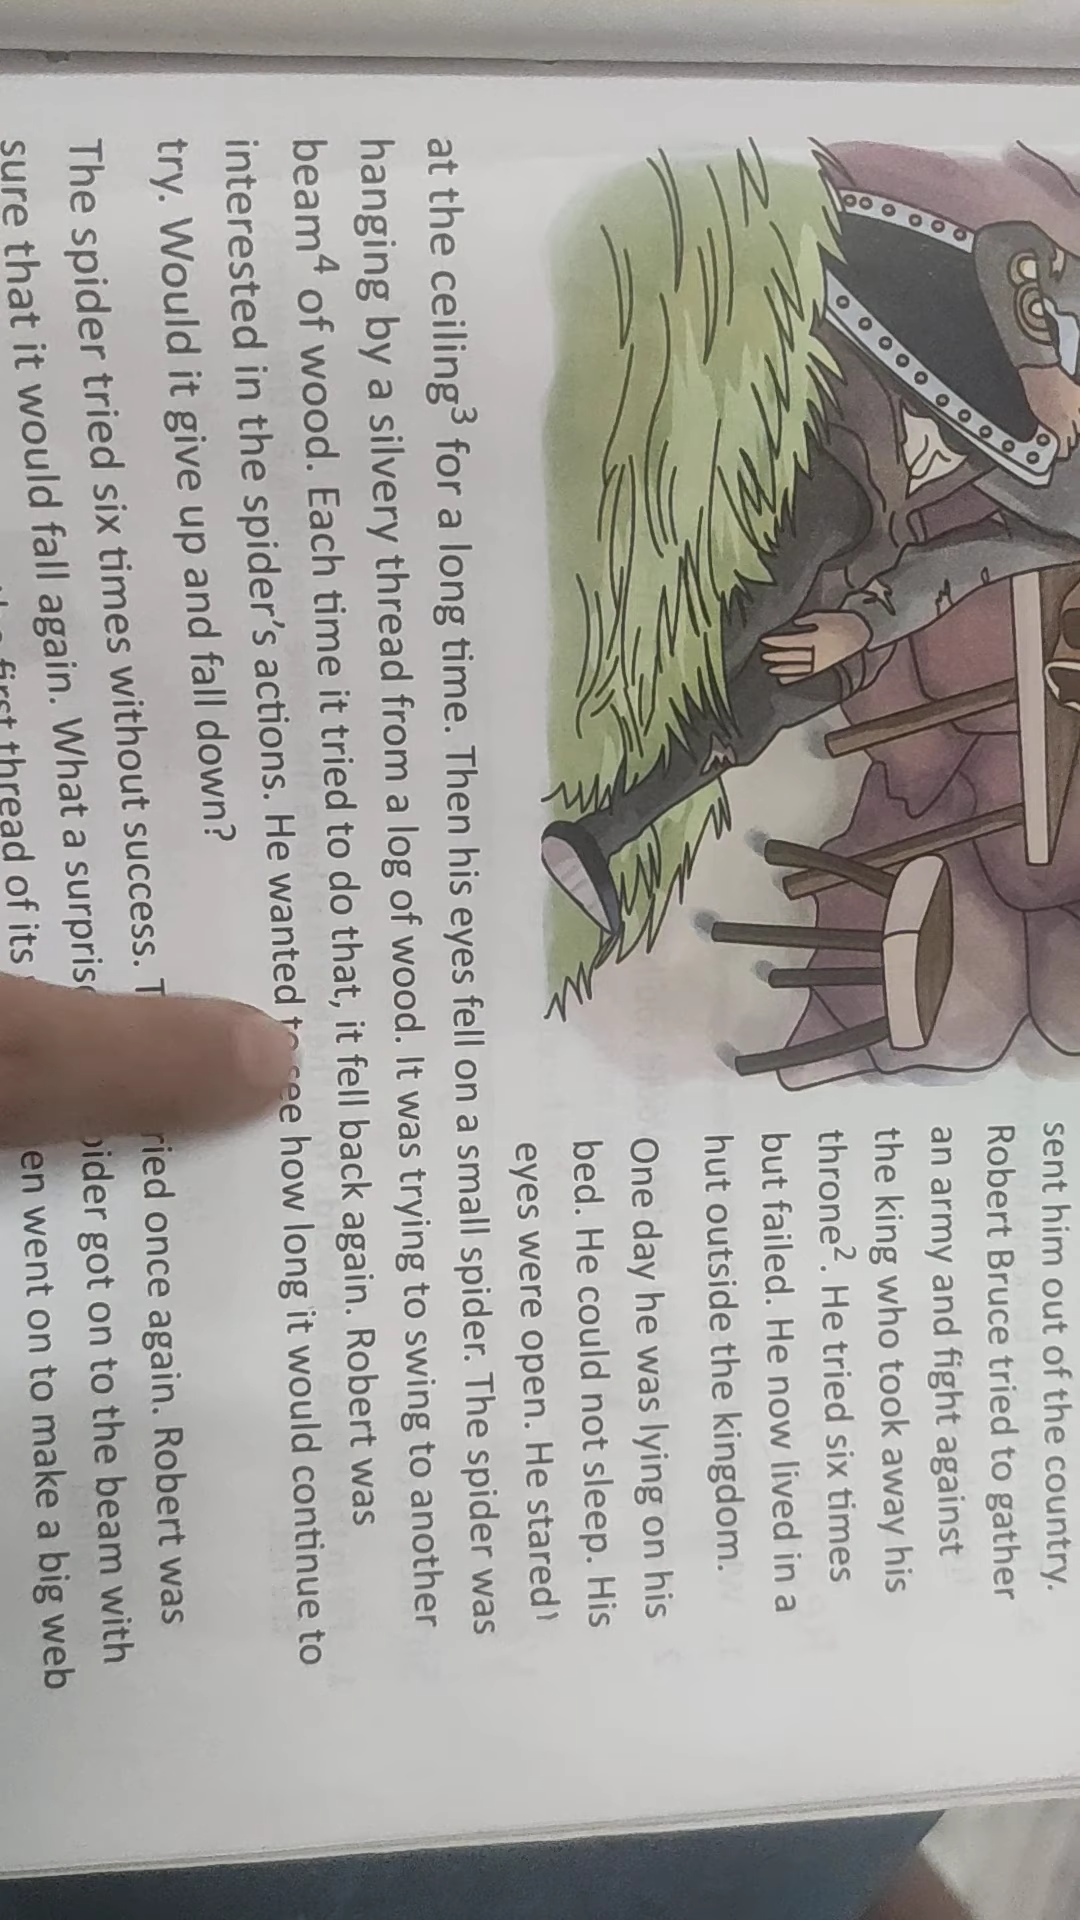 sent him out of the country.
Robert Bruce tried to gather
an army and fight against
the king who took away his
throne². He tried six times
but failed. He now lived in a
hut outside the kingdom.
One day he was lying on his
bed. He could not sleep. His
eyes were open. He stared
at the ceiling³ for a long time. Then his eyes fell on a small spider. The spider was
hanging by a silvery thread from a log of wood. It was trying to swing to another
beam⁴ of wood. Each time it tried to do that, it fell back again. Robert was
interested in the spider's actions. He wanted to see how long it would continue to
try. Would it give up and fall down?
The spider tried six times without success. once again. Robert was
sure that it would fall again. What a got on to the beam with
first thread of its went on to make a big web